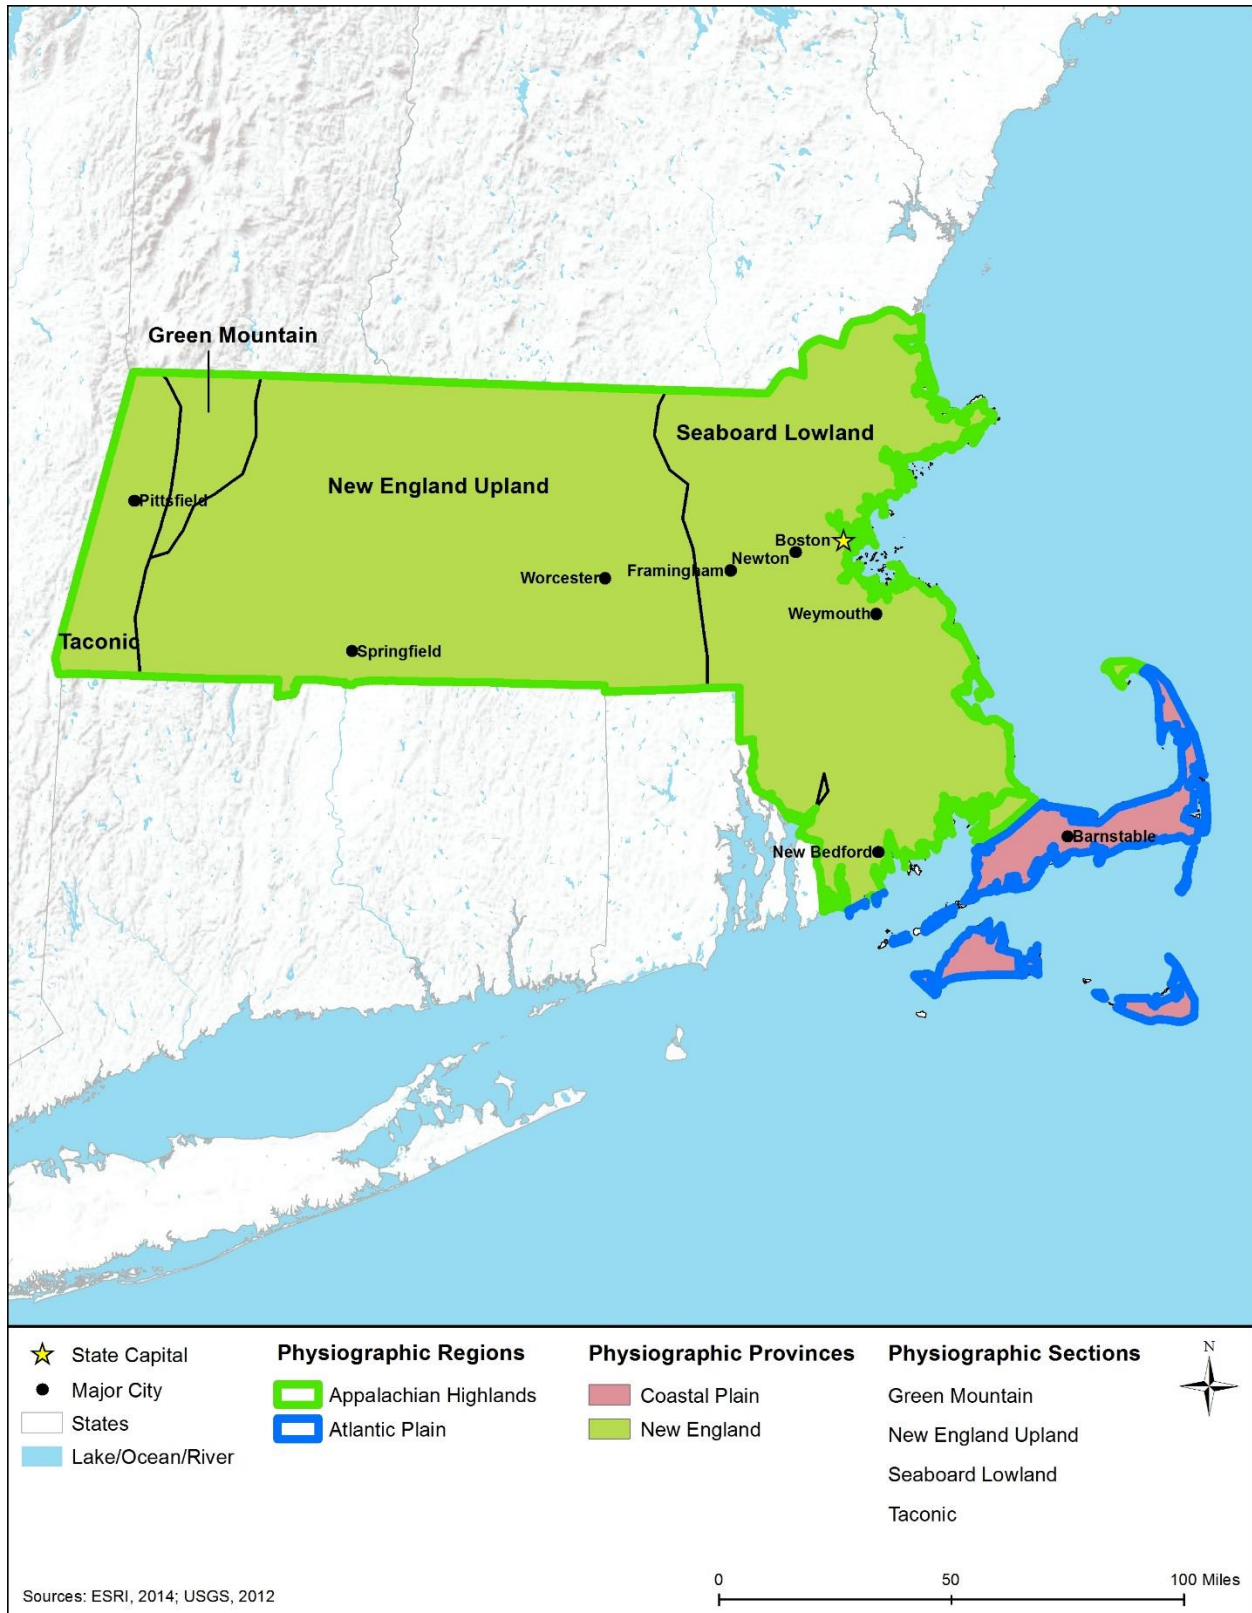 Green Mountain
Seaboard Lowland
New England Upland
Pittsfield
Boston
Newton
Framingham
Worcester
Weymouth
Taconic
Springfield
Barnstable
New Bedford
State Capital
Major City
States
Lake/Ocean/River
Physiographic Regions
Appalachian Highlands
Atlantic Plain
Physiographic Provinces
Coastal Plain
New England
Physiographic Sections
Green Mountain
New England Upland
Seaboard Lowland
Taconic
N
Sources: ESRI, 2014; USGS, 2012
0 50 100 Miles